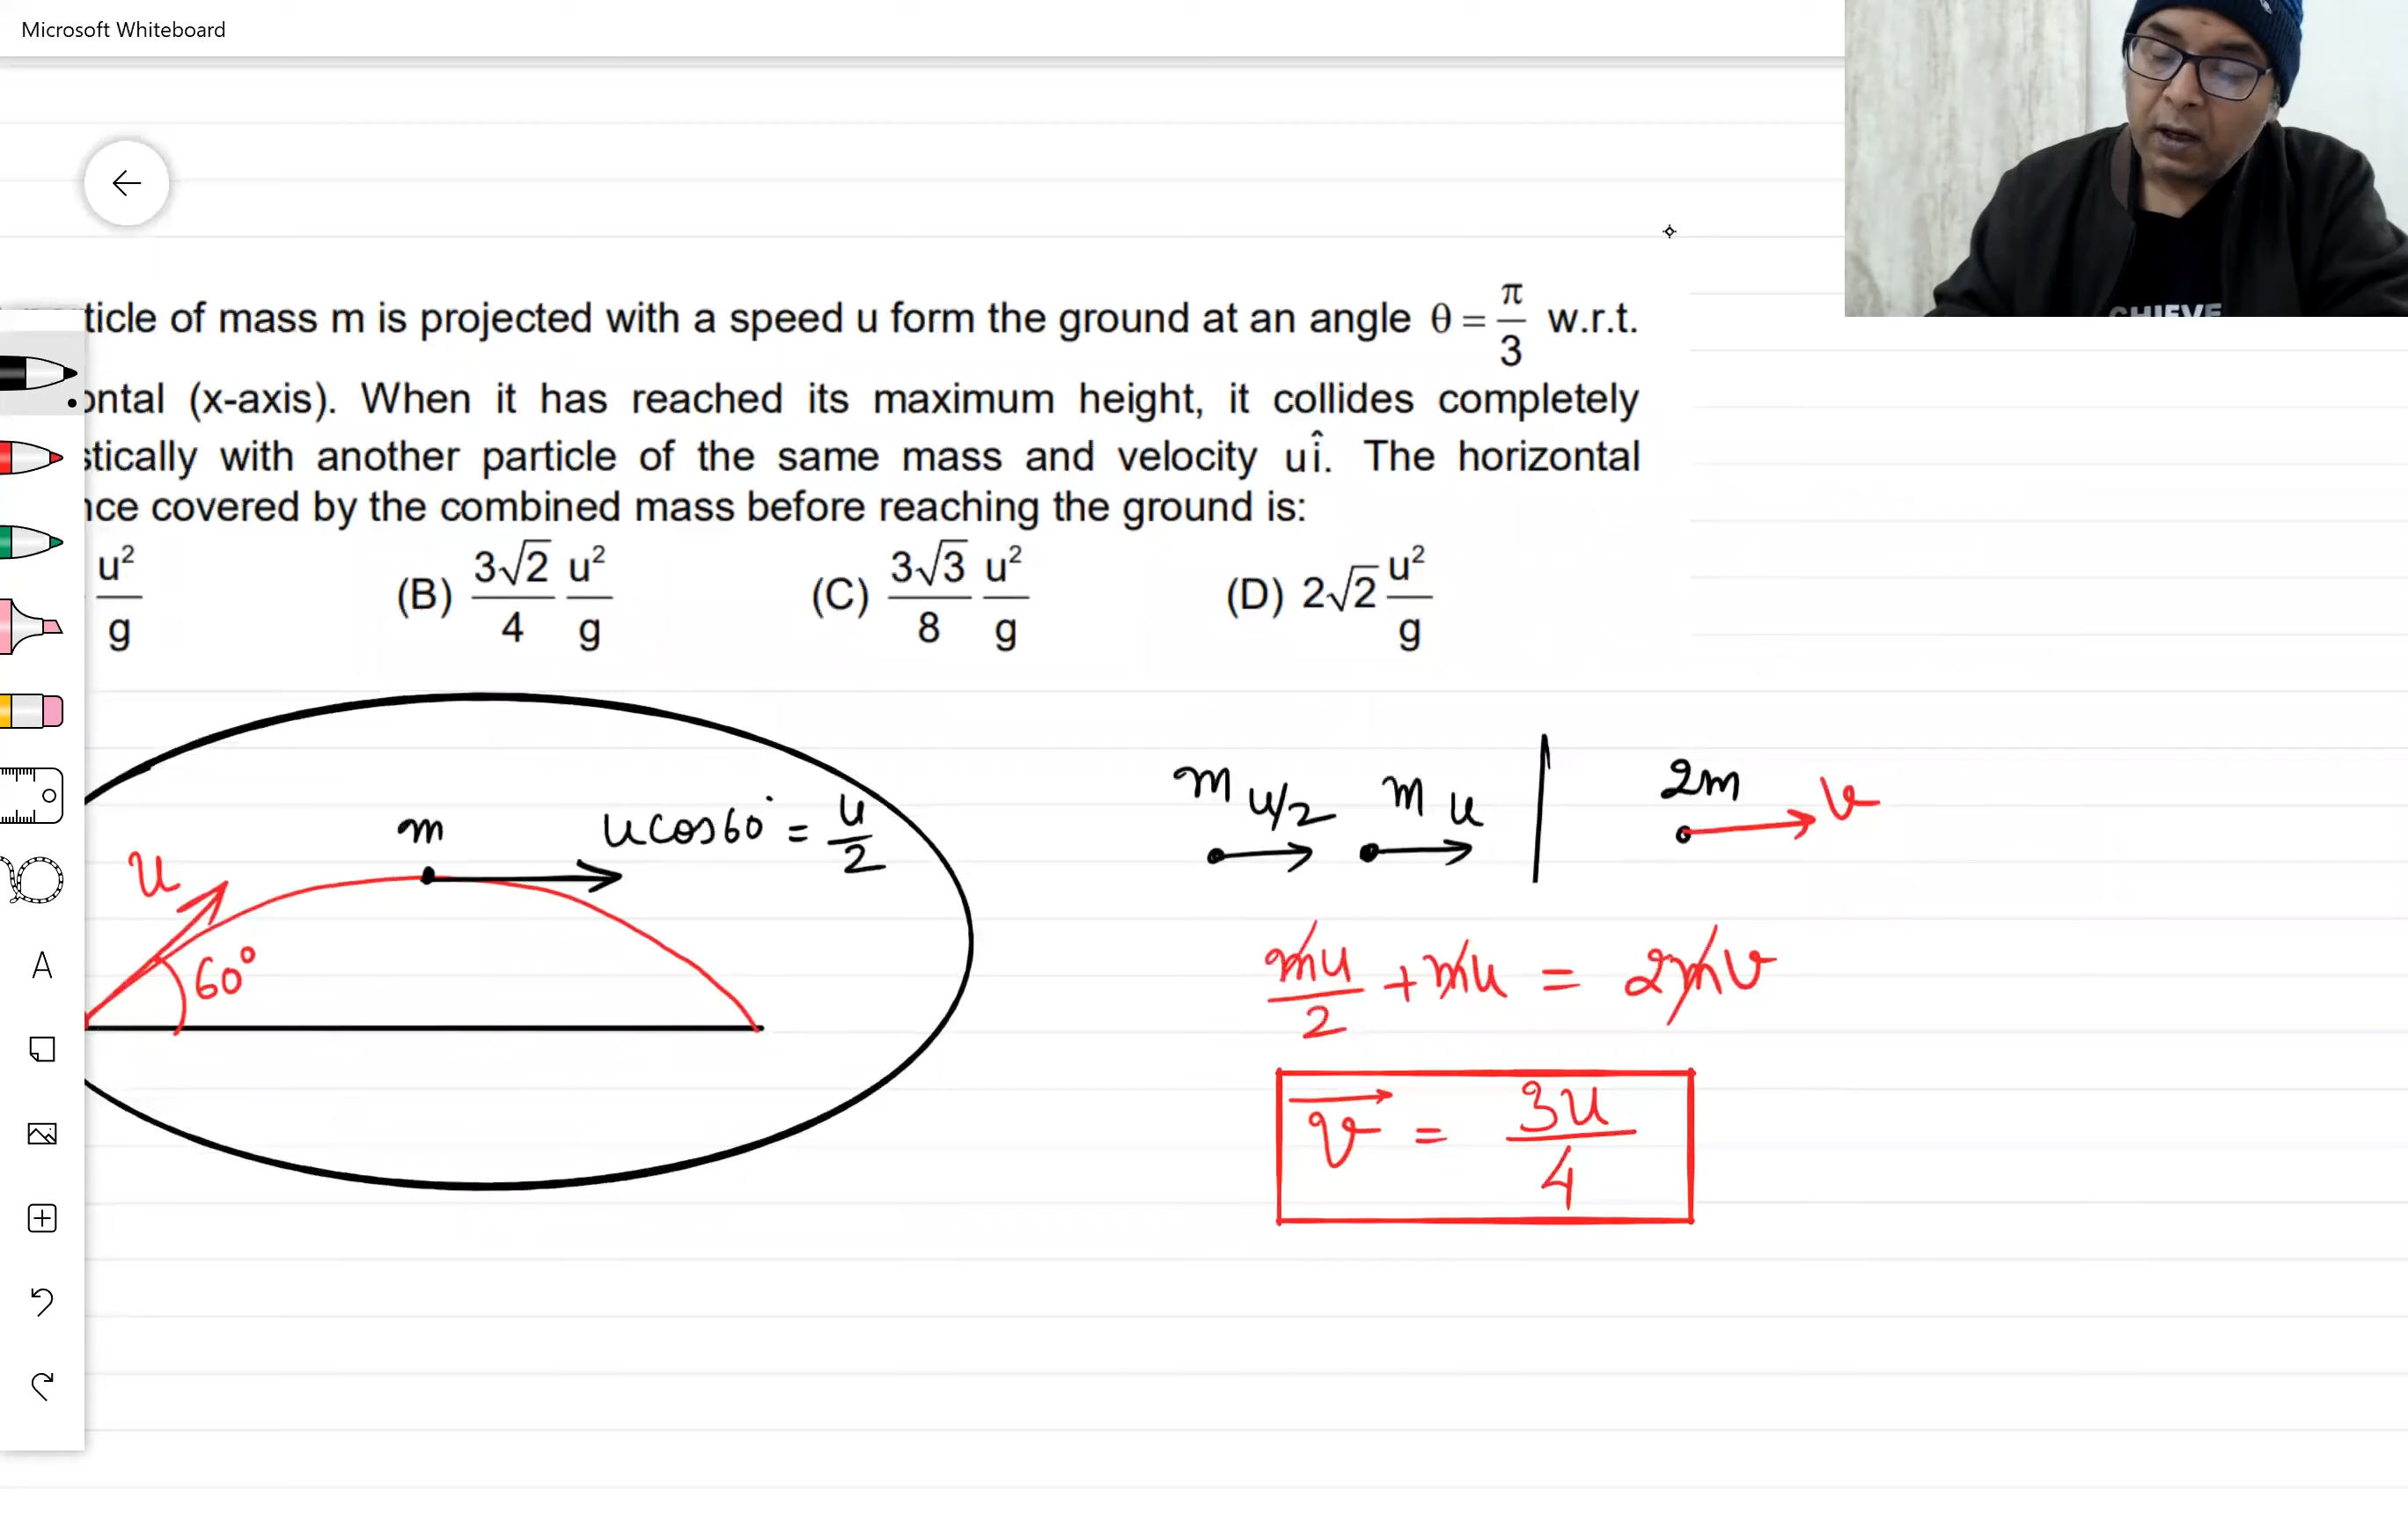 Microsoft Whiteboard
CHIEVE
ticle of mass m is projected with a speed u form the ground at an angle θ = π/3 w.r.t.
ontal (x-axis). When it has reached its maximum height, it collides completely
stically with another particle of the same mass and velocity uî. The horizontal
nce covered by the combined mass before reaching the ground is:
u²/g (B) 3√2/4 u²/g (C) 3√3/8 u²/g (D) 2√2 u²/g
m u cos60° = u/2
u
60°
m u/2 m u | 2m v
mu/2 + mu = 2mv
v⃗ = 3u/4
A